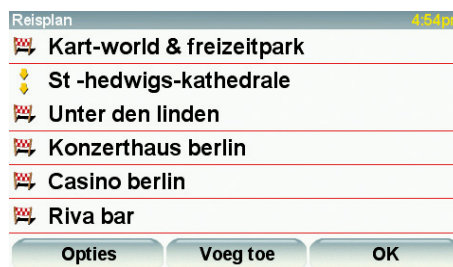 Reisplan 4:54pm
Kart-world & freizeitpark
St -hedwigs-kathedrale
Unter den linden
Konzerthaus berlin
Casino berlin
Riva bar
Opties Voeg toe OK